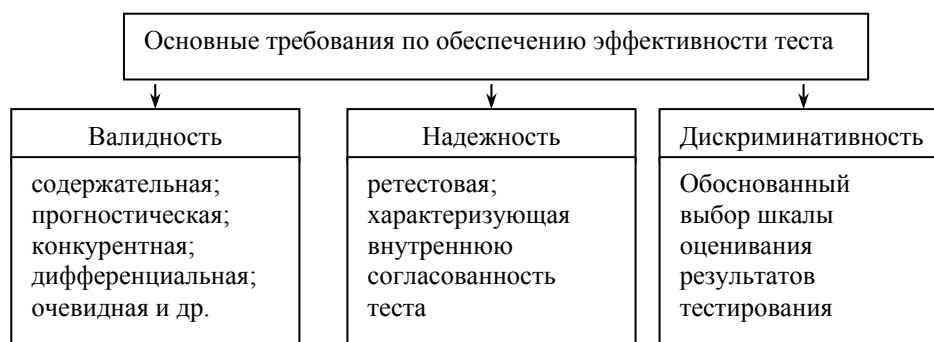 Основные требования по обеспечению эффективности теста
Валидность
содержательная;
прогностическая;
конкурентная;
дифференциальная;
очевидная и др.
Надежность
ретестовая;
характеризующая
внутреннюю
согласованность
теста
Дискриминативность
Обоснованный
выбор шкалы
оценивания
результатов
тестирования